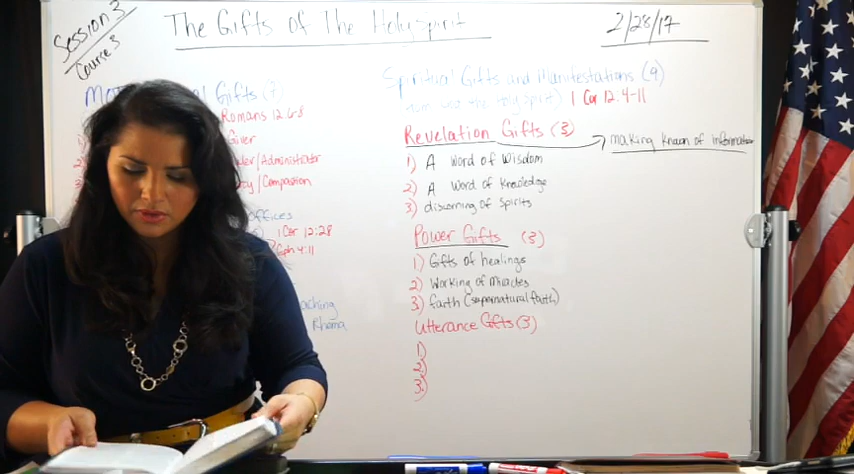 Session 3
Course 3
The Gifts of The Holy Spirit
2/28/17
Gifts (7)
Romans 12:6-8
Giver
/Administrator
/Compassion
offices
1 Cor 12:28
Eph 4:11
Rhema
Spiritual Gifts and Manifestations (9)
the Holy Spirit) 1 Cor 12:4-11
Revelation Gifts (3)
making known of information
1) A Word of Wisdom
2) A Word of Knowledge
3) discerning of Spirits
Power Gifts (3)
1) Gifts of healings
2) Working of Miracles
3) faith (supernatural faith)
Utterance Gifts (3)
1)
2)
3)